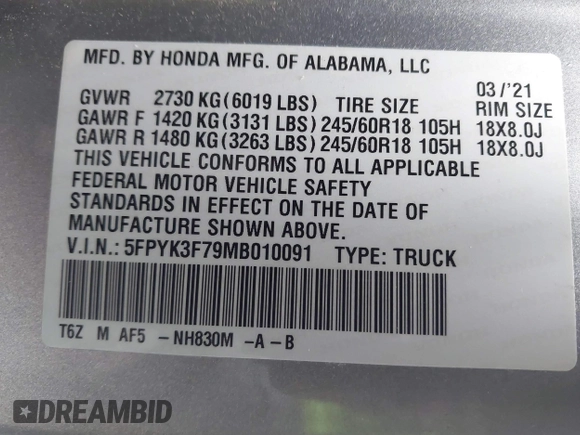 MFD. BY HONDA MFG. OF ALABAMA, LLC
03/'21
GVWR 2730 KG(6019 LBS) TIRE SIZE RIM SIZE
GAWR F 1420 KG(3131 LBS)245/60R18 105H 18X8.0J
GAWR R 1480 KG(3263 LBS)245/60R18 105H 18X8.0J
THIS VEHICLE CONFORMS TO ALL APPLICABLE
FEDERAL MOTOR VEHICLE SAFETY
STANDARDS IN EFFECT ON THE DATE OF
MANUFACTURE SHOWN ABOVE.
V.I.N.: 5FPYK3F79MB010091 TYPE: TRUCK
T6Z M AF5 -NH830M -A-B
DREAMBID